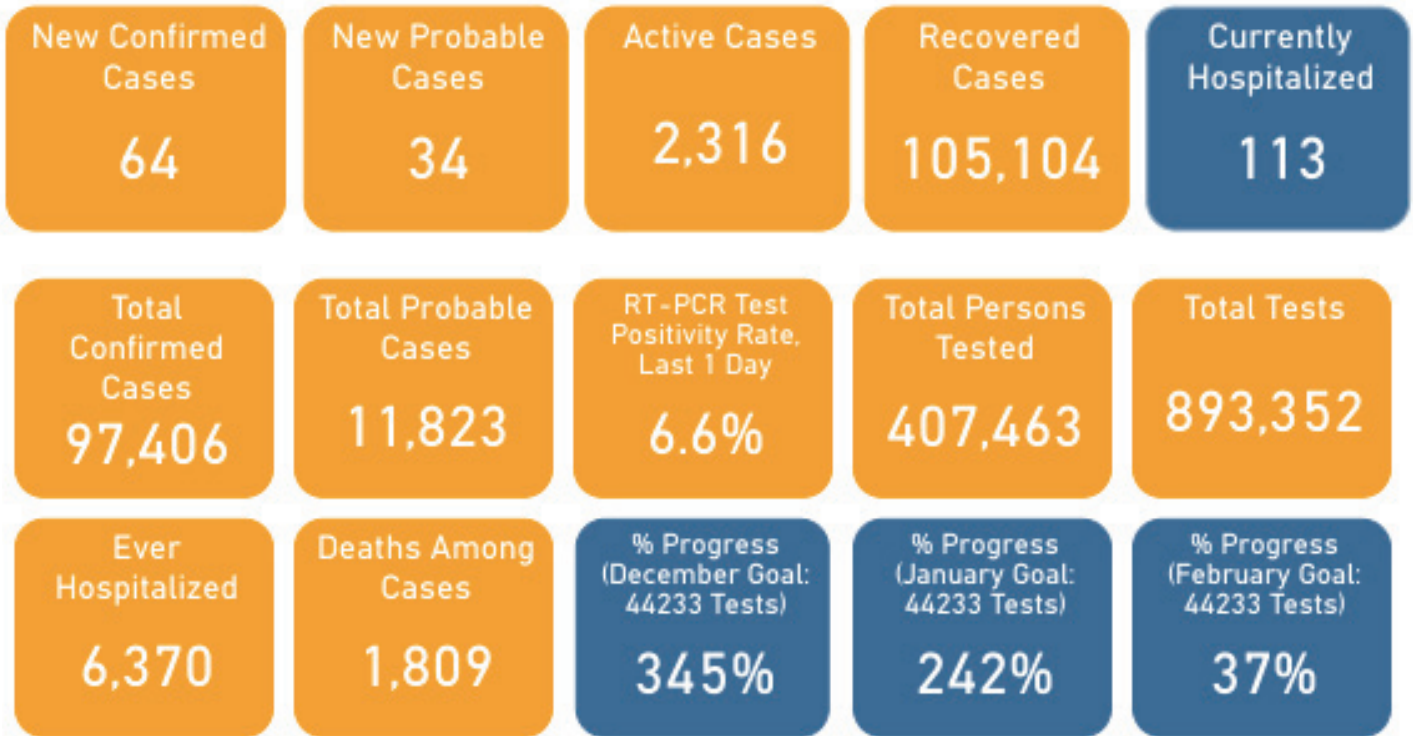 New Confirmed
Cases
64
New Probable
Cases
34
Active Cases
2,316
Recovered
Cases
105,104
Currently
Hospitalized
113
Total
Confirmed
Cases
97,406
Total Probable
Cases
11,823
RT-PCR Test
Positivity Rate,
Last 1 Day
6.6%
Total Persons
Tested
407,463
Total Tests
893,352
Ever
Hospitalized
6,370
Deaths Among
Cases
1,809
% Progress
(December Goal:
44233 Tests)
345%
% Progress
(January Goal:
44233 Tests)
242%
% Progress
(February Goal:
44233 Tests)
37%